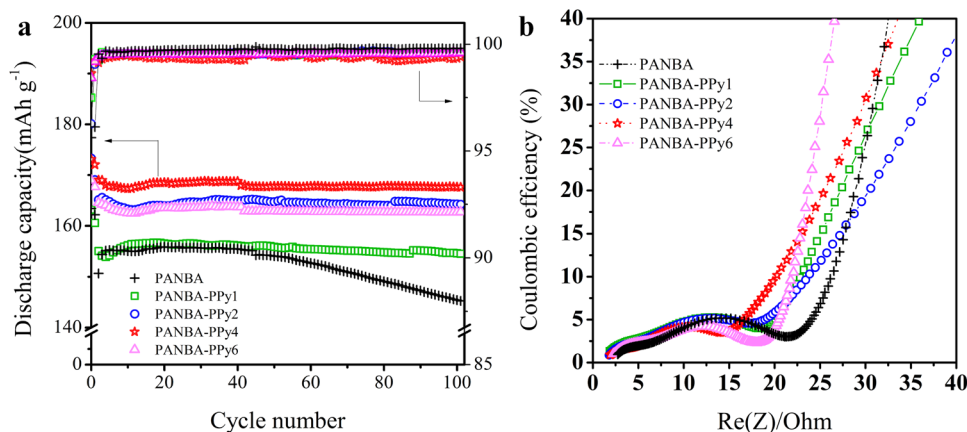 a
Discharge capacity(mAh g⁻¹)
200
180
160
140
0
100
95
90
85
PANBA
PANBA-PPy1
PANBA-PPy2
PANBA-PPy4
PANBA-PPy6
0 20 40 60 80 100
Cycle number
b
Coulombic effciency (%)
40
35
30
25
20
15
10
5
0
PANBA
PANBA-PPy1
PANBA-PPy2
PANBA-PPy4
PANBA-PPy6
0 5 10 15 20 25 30 35 40
Re(Z)/Ohm